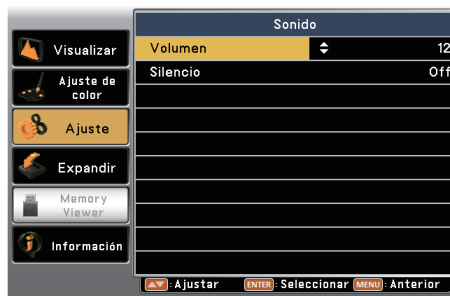 Sonido
Visualizar
Ajuste de
color
Ajuste
Expandir
Memory
Viewer
Información
Volumen 12
Silencio Off
: Ajustar ENTER : Seleccionar MENU : Anterior